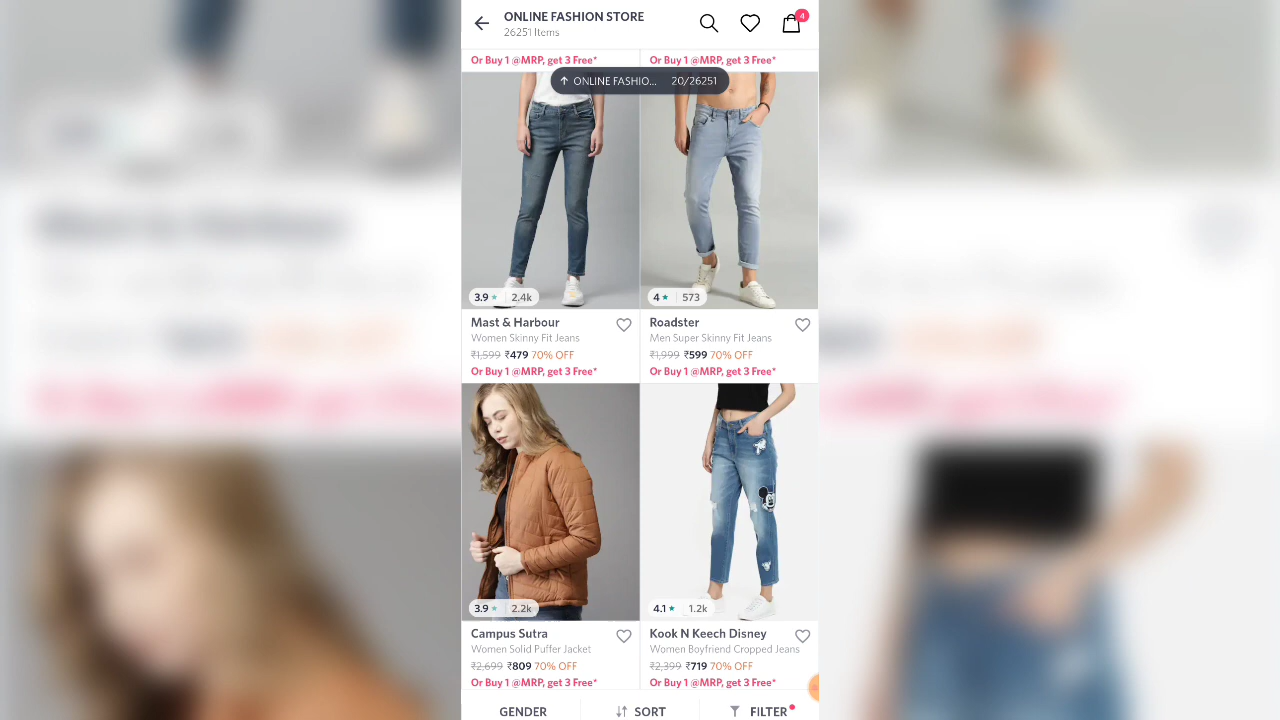 ONLINE FASHION STORE
26251 Items
4
Or Buy 1 @MRP, get 3 Free*
Or Buy 1 @MRP, get 3 Free*
ONLINE FASHIO... 20/26251
3.9 2.4k
4 573
Mast & Harbour
Women Skinny Fit Jeans
₹1,599 ₹479 70% OFF
Or Buy 1 @MRP, get 3 Free*
Roadster
Men Super Skinny Fit Jeans
₹1,999 ₹599 70% OFF
Or Buy 1 @MRP, get 3 Free*
3.9 2.2k
4.1 1.2k
Campus Sutra
Women Solid Puffer Jacket
₹2,699 ₹809 70% OFF
Or Buy 1 @MRP, get 3 Free*
Kook N Keech Disney
Women Boyfriend Cropped Jeans
₹2,399 ₹719 70% OFF
Or Buy 1 @MRP, get 3 Free*
GENDER
SORT
FILTER